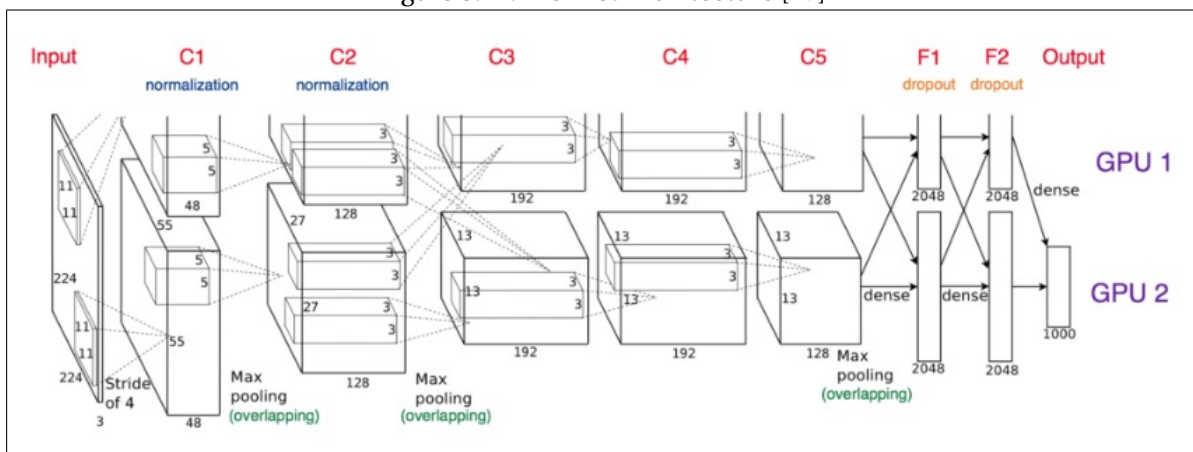 Input C1 C2 C3 C4 C5 F1 F2 Output
normalization normalization dropout dropout
GPU 1
11
11
5
5
48
3
3
3
128
3
3
192
3
3
192
128
2048
2048
dense
224
11
11
224
3
Stride
of 4
55
5
5
55
48
Max
pooling
(overlapping)
27
3
3
27
3
3
128
Max
pooling
(overlapping)
13
3
13
3
192
13
3
3
13
192
13
13
128
Max
pooling
(overlapping)
dense
2048
dense
2048
1000
GPU 2